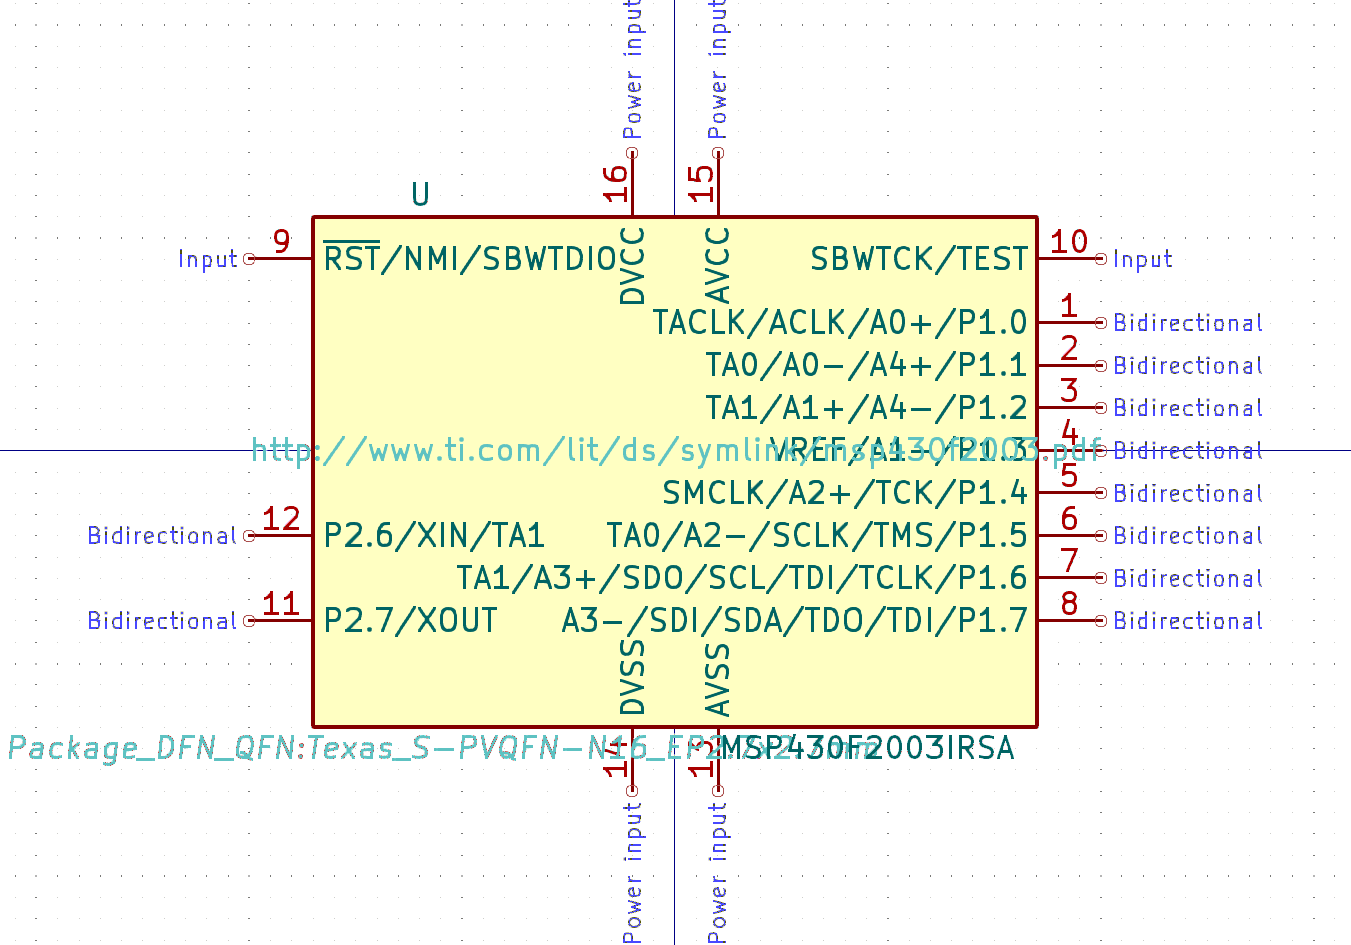 Power input
Power input
16
15
U
9
Input
RST/NMI/SBWTDIO
DVCC
AVCC
SBWTCK/TEST
10
Input
TACLK/ACLK/A0+/P1.0
1
Bidirectional
TA0/A0-/A4+/P1.1
2
Bidirectional
TA1/A1+/A4-/P1.2
3
Bidirectional
http://www.ti.com/lit/ds/symlink/msp430f2003.pdf
VREF/A1-/P1.3
4
Bidirectional
SMCLK/A2+/TCK/P1.4
5
Bidirectional
Bidirectional
12
P2.6/XIN/TA1
TA0/A2-/SCLK/TMS/P1.5
6
Bidirectional
TA1/A3+/SDO/SCL/TDI/TCLK/P1.6
7
Bidirectional
Bidirectional
11
P2.7/XOUT
A3-/SDI/SDA/TDO/TDI/P1.7
8
Bidirectional
DVSS
AVSS
Package_DFN_QFN:Texas_S-PVQFN-N16_EP2.7x2.7mm
MSP430F2003IRSA
14
13
Power input
Power input